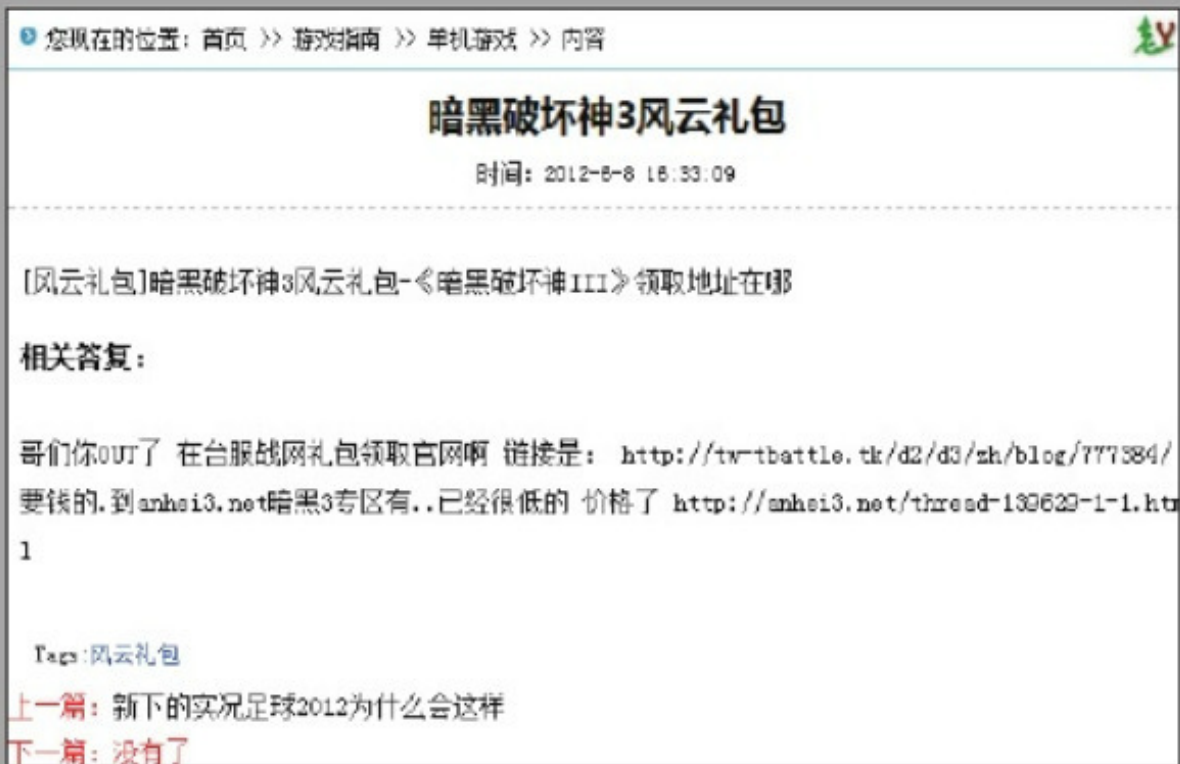 您现在的位置：首页 >> 游戏指南 >> 单机游戏 >> 内容
暗黑破坏神3风云礼包
时间：2012-6-8 16:33:09
[风云礼包]暗黑破坏神3风云礼包-《暗黑破坏神III》领取地址在哪
相关答复：
哥们你OUT了 在台服战网礼包领取官网啊 链接是： http://tw-tbattle.tk/d2/d3/zh/blog/777384/
要钱的.到anhei3.net暗黑3专区有..已经很低的 价格了 http://anhei3.net/thread-139629-1-1.htm
l
Tags:风云礼包
上一篇：新下的实况足球2012为什么会这样
下一篇：没有了